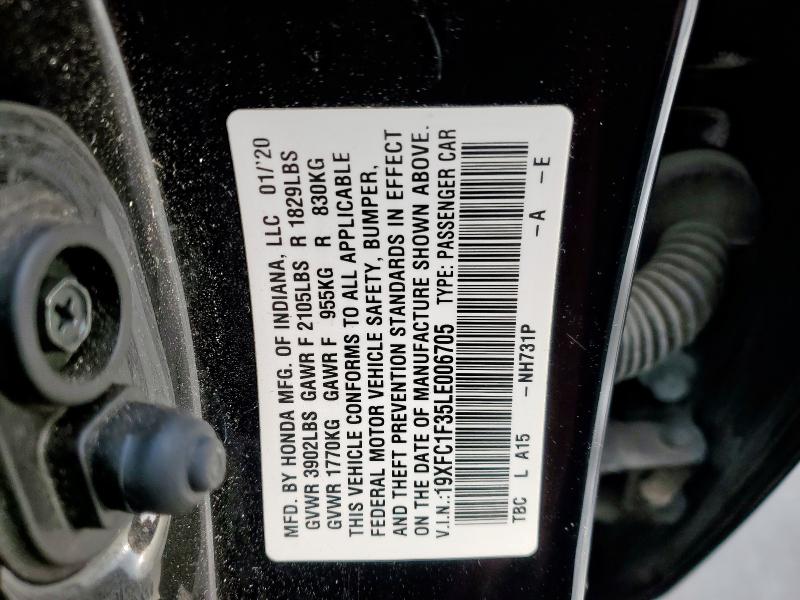 MFD. BY HONDA MFG. OF INDIANA, LLC 01/'20
GVWR 3902LBS GAWR F 2105LBS R 1829LBS
GVWR 1770KG GAWR F 955KG R 830KG
THIS VEHICLE CONFORMS TO ALL APPLICABLE
FEDERAL MOTOR VEHICLE SAFETY, BUMPER,
AND THEFT PREVENTION STANDARDS IN EFFECT
ON THE DATE OF MANUFACTURE SHOWN ABOVE.
V.I.N.:19XFC1F35LE006705 TYPE: PASSENGER CAR
TBC L A15 -NH731P -A -E